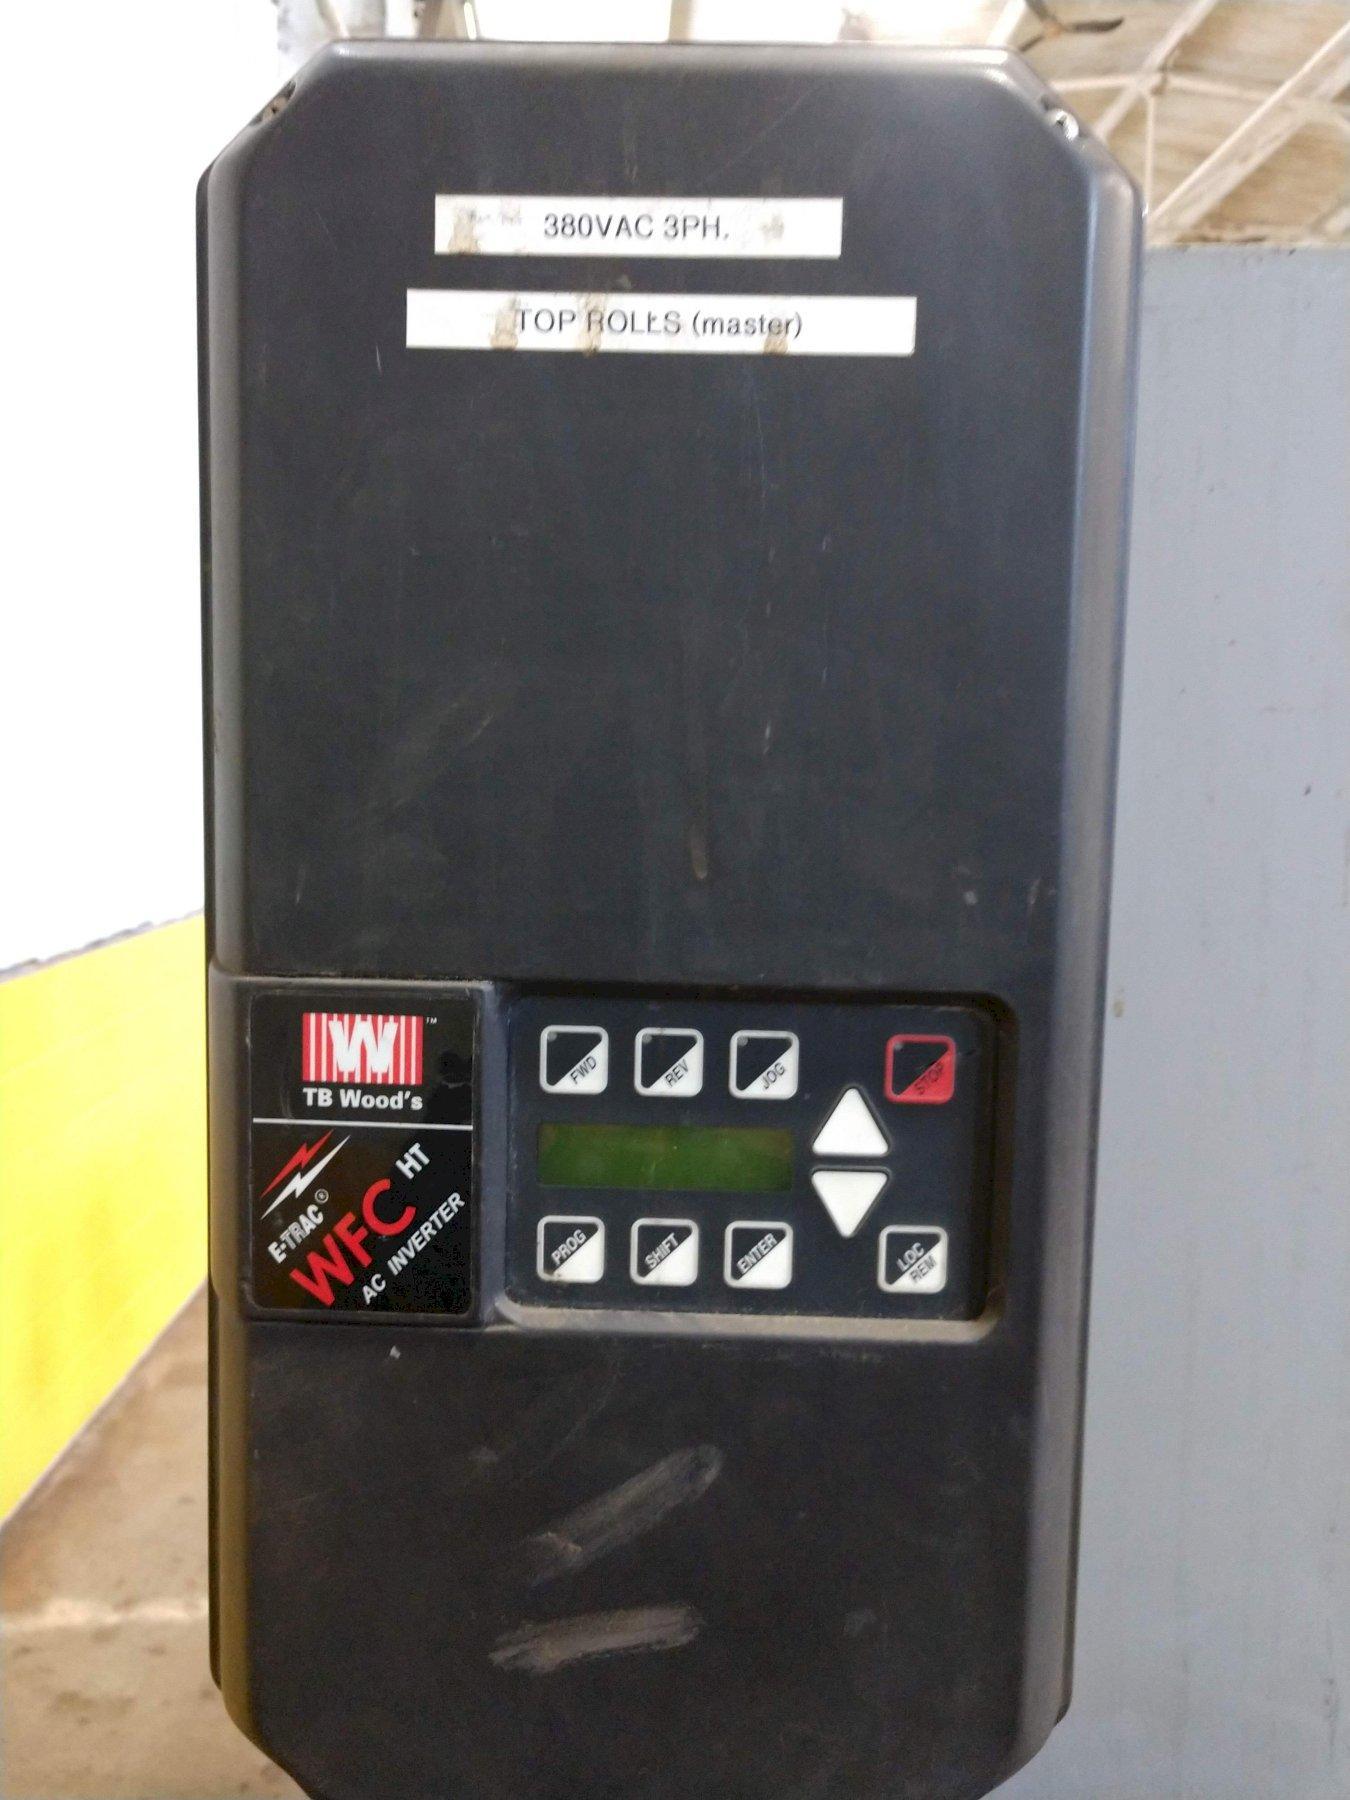 380VAC 3PH.
TOP ROLLS (master)
W™
TB Wood's
E-TRAC®
WFC HT
AC INVERTER
FWD
REV
JOG
STOP
PROG
SHIFT
ENTER
LOC
REM